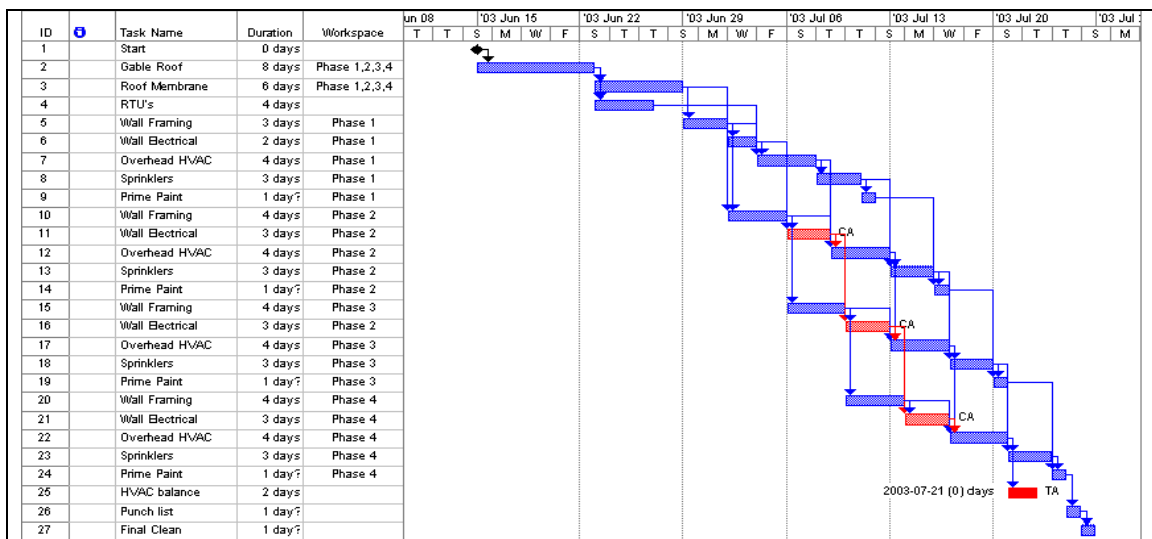 un 08 '03 Jun 15 '03 Jun 22 '03 Jun 29 '03 Jul 06 '03 Jul 13 '03 Jul 20 '03 Jul
ID Task Name Duration Workspace T T S M W F S T T S M W F S T T S M W F S T T S M
1 Start 0 days
2 Gable Roof 8 days Phase 1,2,3,4
3 Roof Membrane 6 days Phase 1,2,3,4
4 RTU's 4 days
5 Wall Framing 3 days Phase 1
6 Wall Electrical 2 days Phase 1
7 Overhead HVAC 4 days Phase 1
8 Sprinklers 3 days Phase 1
9 Prime Paint 1 day? Phase 1
10 Wall Framing 4 days Phase 2
11 Wall Electrical 3 days Phase 2 CA
12 Overhead HVAC 4 days Phase 2
13 Sprinklers 3 days Phase 2
14 Prime Paint 1 day? Phase 2
15 Wall Framing 4 days Phase 3
16 Wall Electrical 3 days Phase 2 CA
17 Overhead HVAC 4 days Phase 3
18 Sprinklers 3 days Phase 3
19 Prime Paint 1 day? Phase 3
20 Wall Framing 4 days Phase 4
21 Wall Electrical 3 days Phase 4 CA
22 Overhead HVAC 4 days Phase 4
23 Sprinklers 3 days Phase 4
24 Prime Paint 1 day? Phase 4
25 HVAC balance 2 days 2003-07-21 (0) days TA
26 Punch list 1 day?
27 Final Clean 1 day?